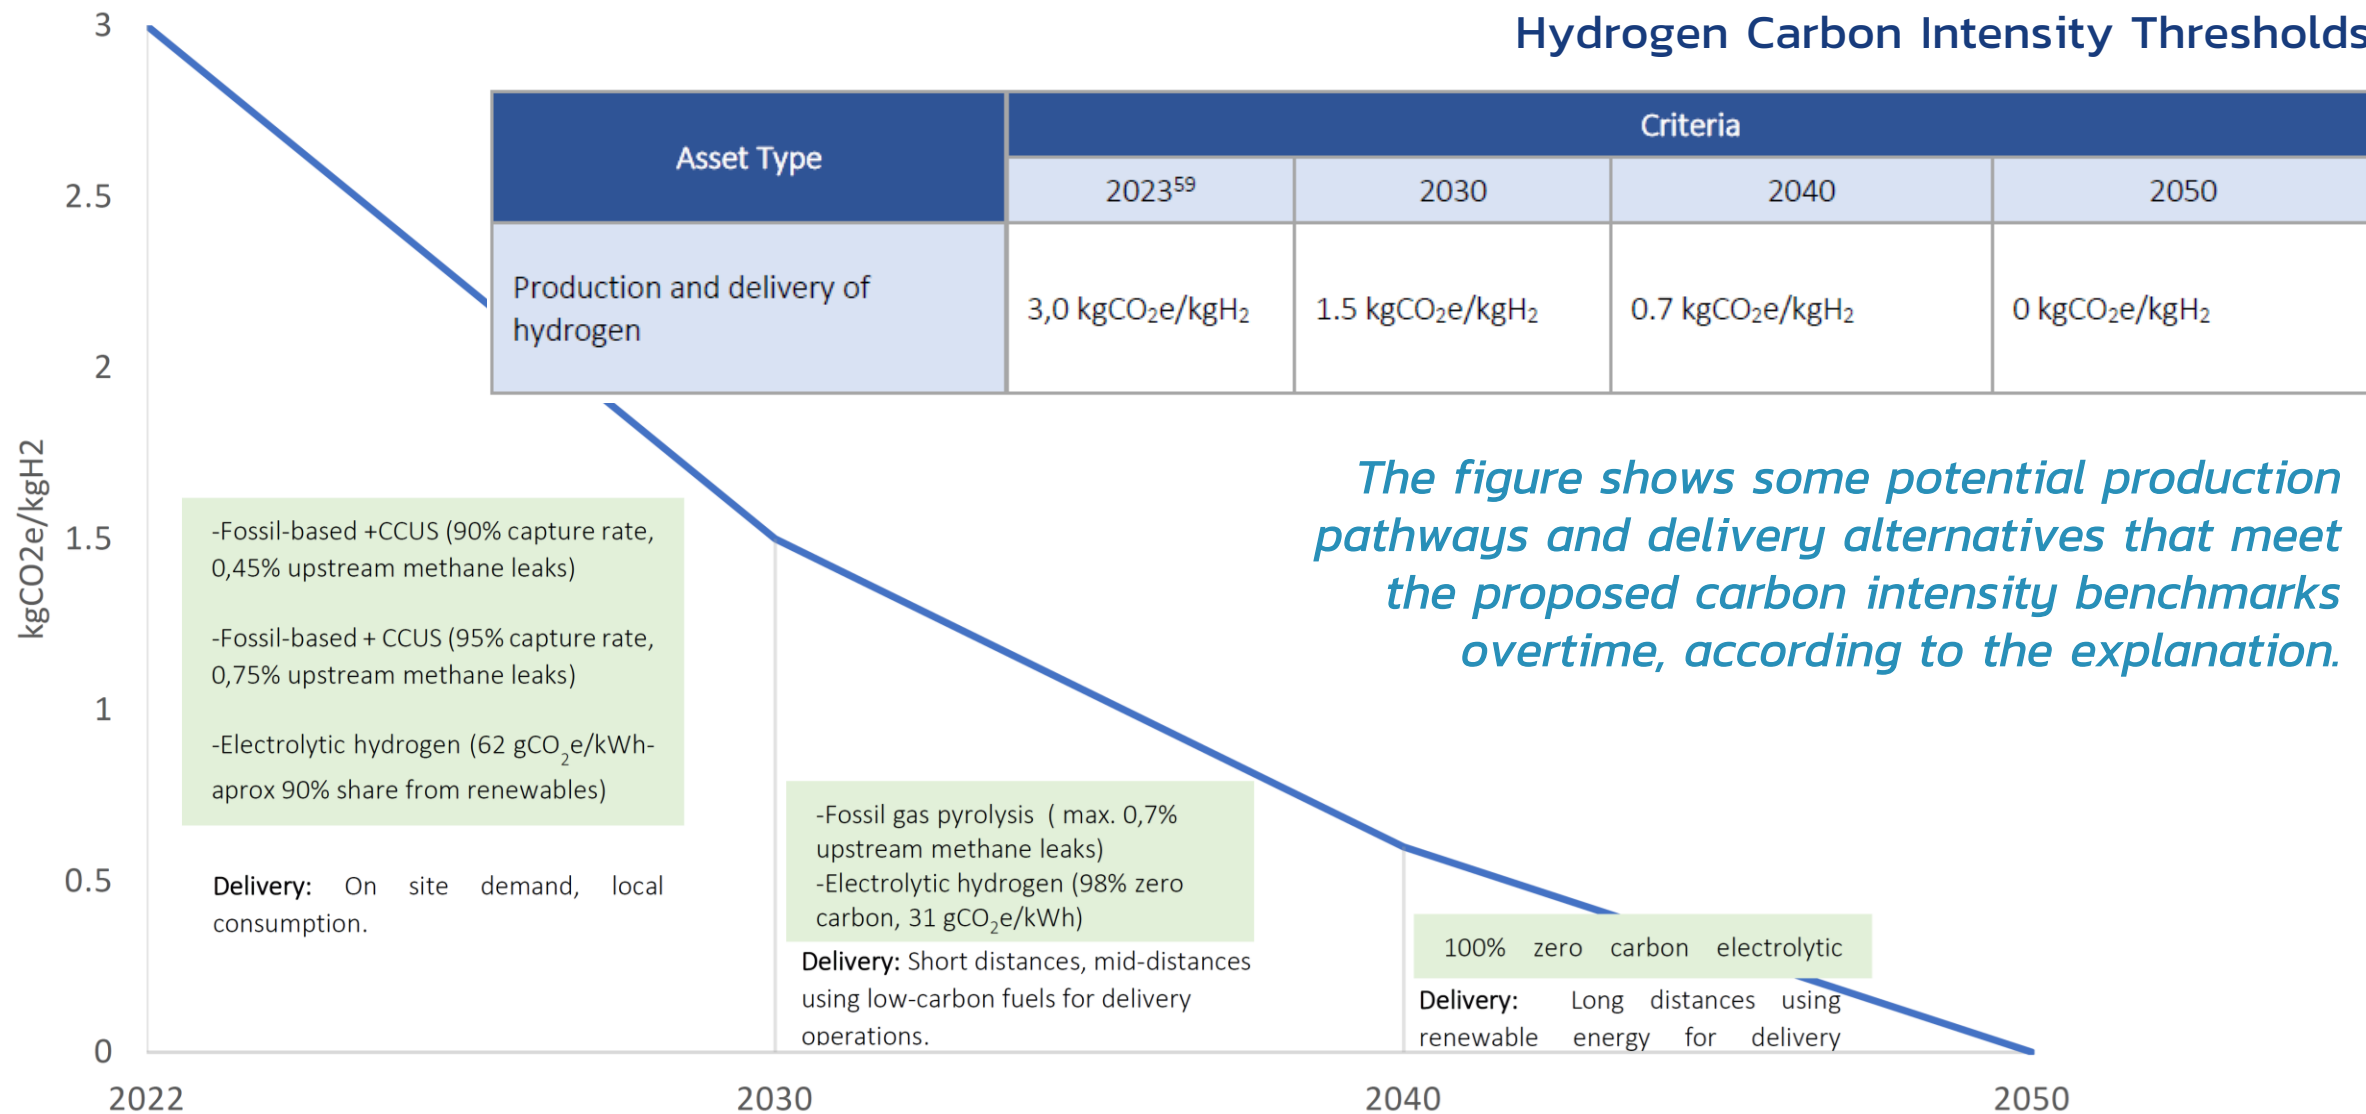 Hydrogen Carbon Intensity Thresholds
3
2.5
2
1.5
1
0.5
0
kgCO2e/kgH2
Asset Type
Criteria
2023⁵⁹
2030
2040
2050
Production and delivery of
hydrogen
3,0 kgCO₂e/kgH₂
1.5 kgCO₂e/kgH₂
0.7 kgCO₂e/kgH₂
0 kgCO₂e/kgH₂
The figure shows some potential production
pathways and delivery alternatives that meet
the proposed carbon intensity benchmarks
overtime, according to the explanation.
-Fossil-based +CCUS (90% capture rate,
0,45% upstream methane leaks)
-Fossil-based + CCUS (95% capture rate,
0,75% upstream methane leaks)
-Electrolytic hydrogen (62 gCO₂e/kWh-
aprox 90% share from renewables)
Delivery: On site demand, local
consumption.
-Fossil gas pyrolysis ( max. 0,7%
upstream methane leaks)
-Electrolytic hydrogen (98% zero
carbon, 31 gCO₂e/kWh)
Delivery: Short distances, mid-distances
using low-carbon fuels for delivery
operations.
100% zero carbon electrolytic
Delivery: Long distances using
renewable energy for delivery
2022
2030
2040
2050